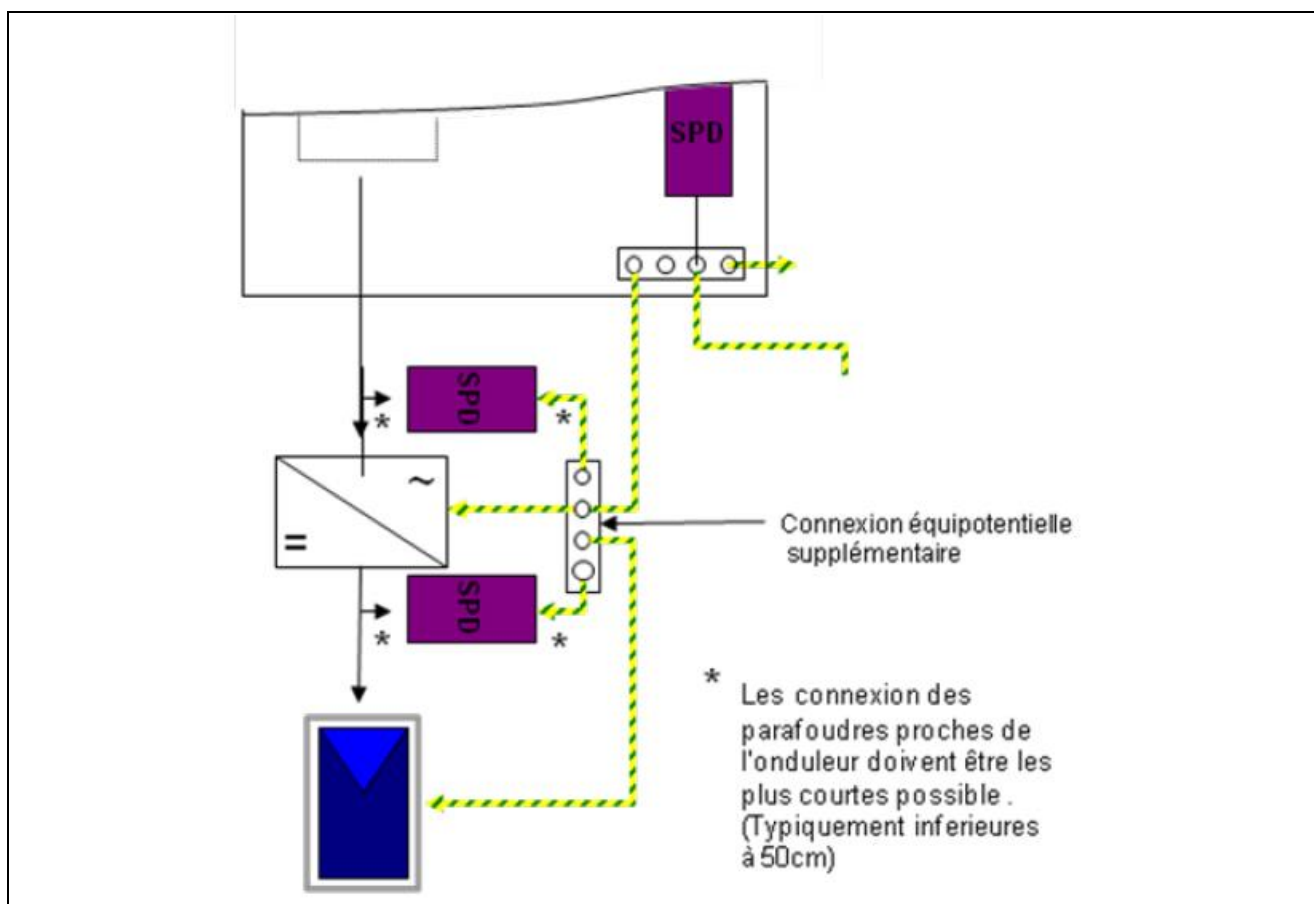 SPD
SPD
*
*
~
=
Connexion équipotentielle
supplémentaire
SPD
*
*
*
Les connexion des
parafoudres proches de
l'onduleur doivent être les
plus courtes possible .
(Typiquement inferieures
à 50cm)